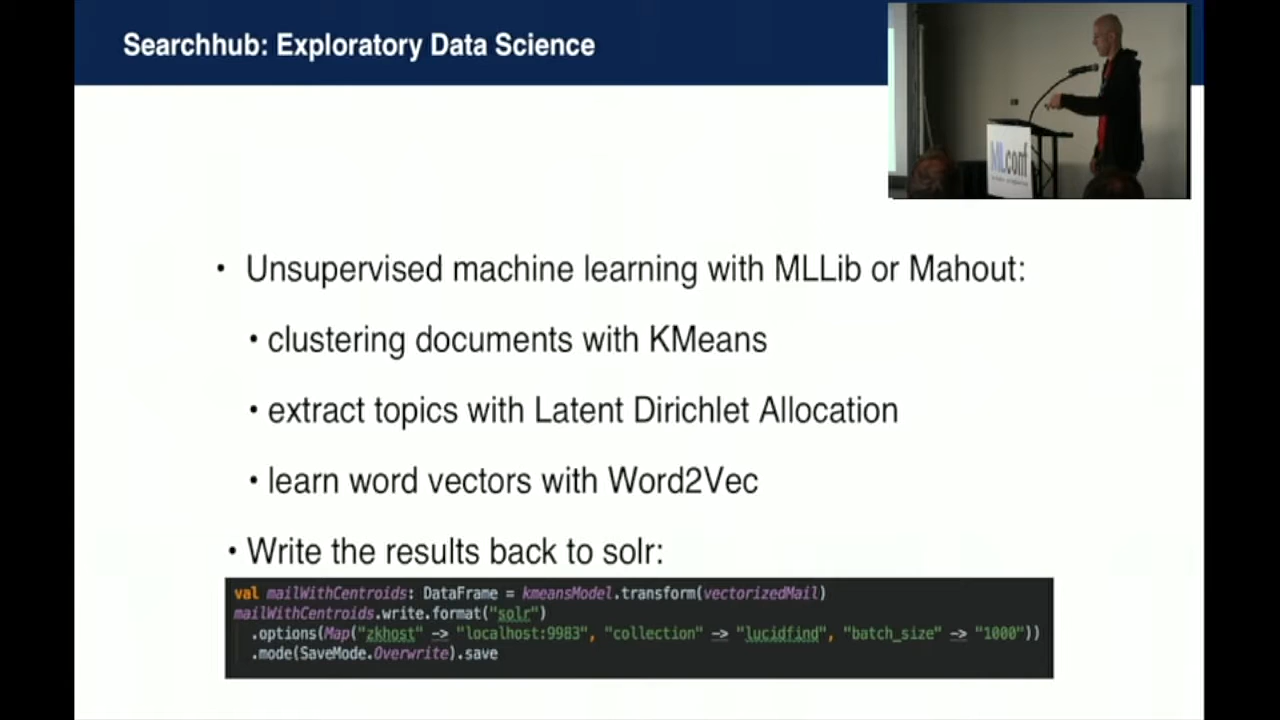 Searchhub: Exploratory Data Science
MLconf
• Unsupervised machine learning with MLLib or Mahout:
• clustering documents with KMeans
• extract topics with Latent Dirichlet Allocation
• learn word vectors with Word2Vec
• Write the results back to solr:
val mailWithCentroids: DataFrame = kmeansModel.transform(vectorizedMail)
mailWithCentroids.write.format("solr")
.options(Map("zkhost" -> "localhost:9983", "collection" -> "lucidfind", "batch_size" -> "1000"))
.mode(SaveMode.Overwrite).save